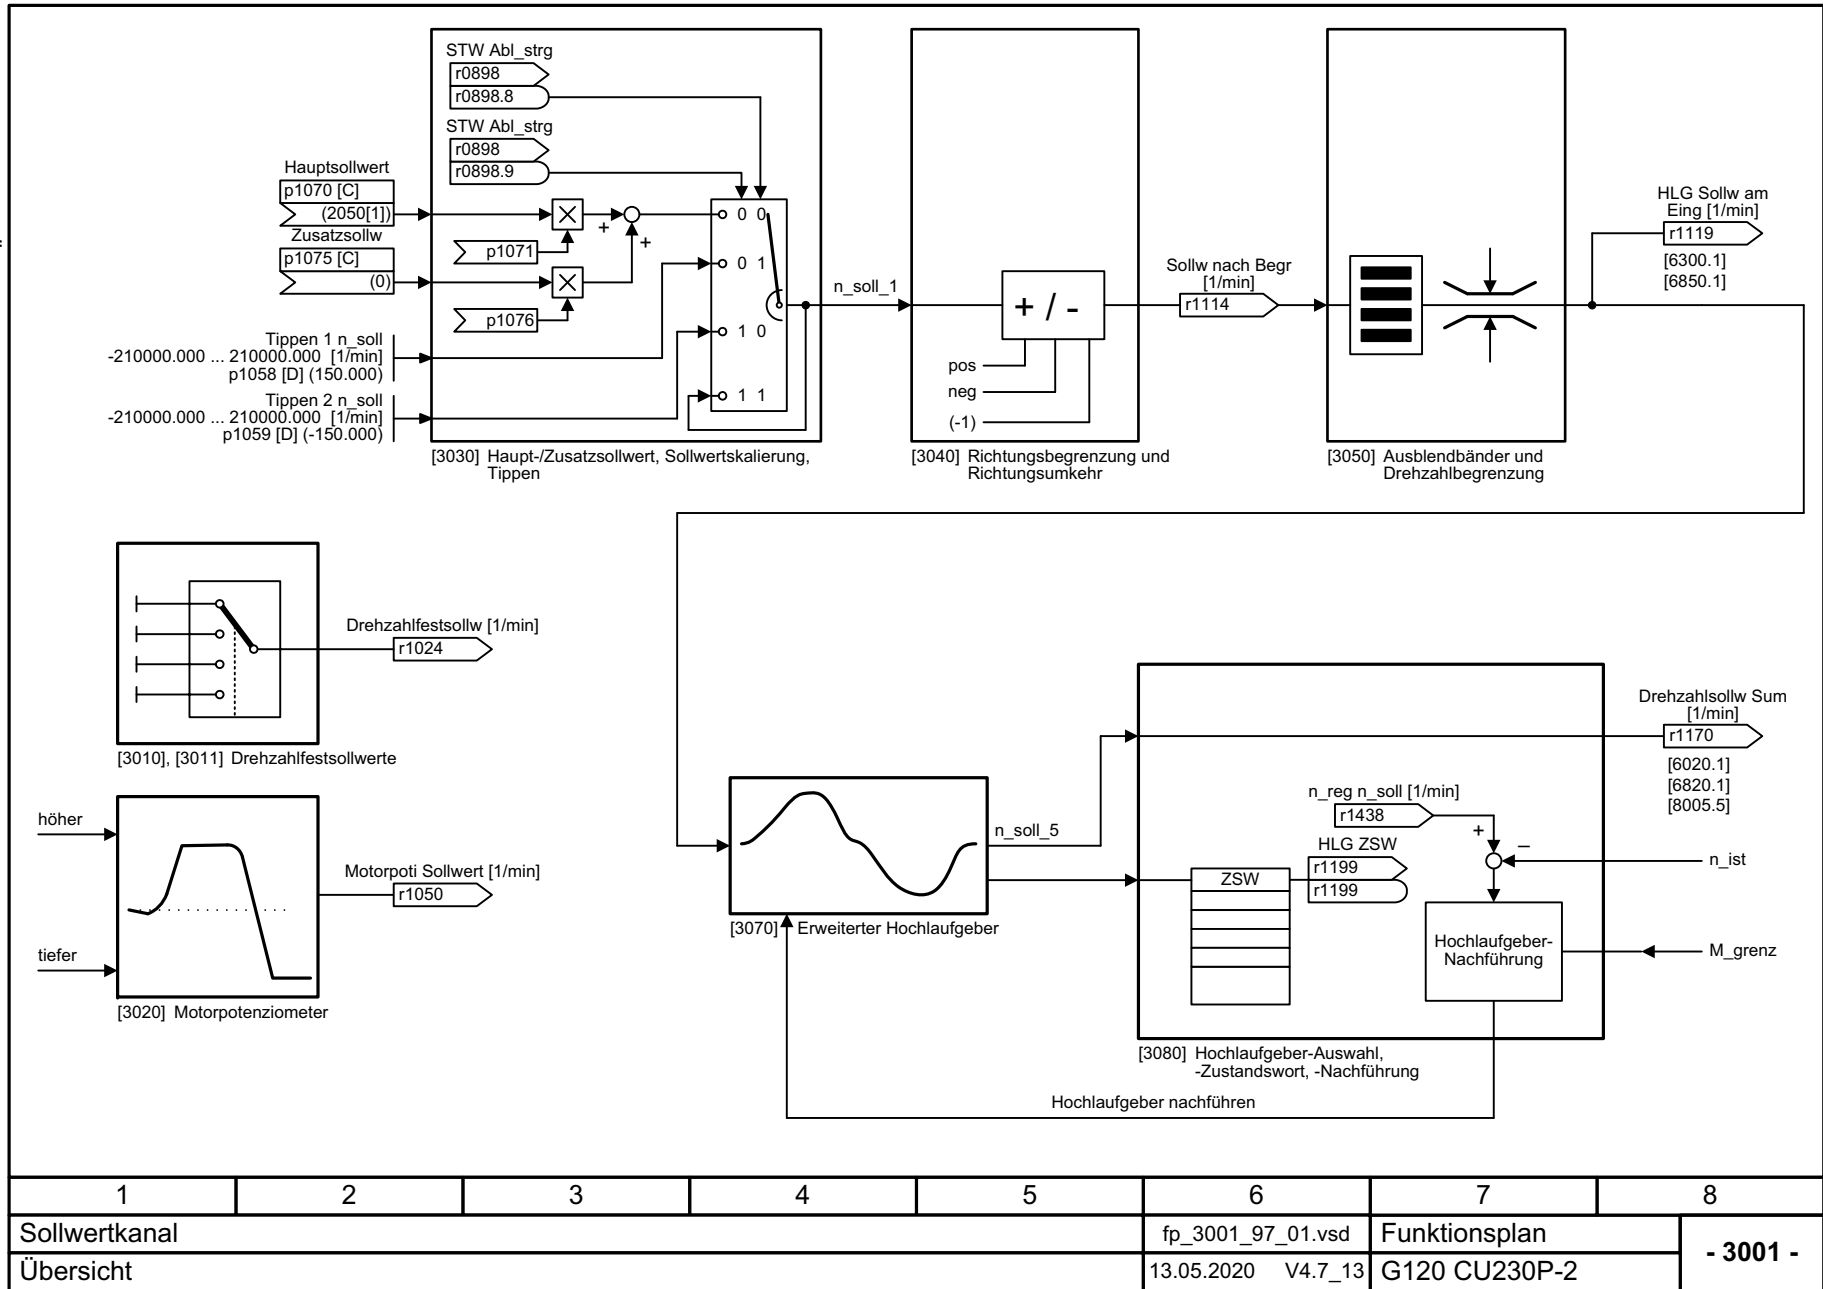 STW Abl_strg
r0898
r0898.8
STW Abl_strg
r0898
r0898.9
Hauptsollwert
p1070 [C]
(2050[1])
Zusatzsollw
p1075 [C]
(0)
p1071
p1076
+
+
0 0
0 1
1 0
1 1
Tippen 1 n_soll
-210000.000 ... 210000.000 [1/min]
p1058 [D] (150.000)
Tippen 2 n_soll
-210000.000 ... 210000.000 [1/min]
p1059 [D] (-150.000)
[3030] Haupt-/Zusatzsollwert, Sollwertskalierung,
Tippen
n_soll_1
+ / -
pos
neg
(-1)
[3040] Richtungsbegrenzung und
Richtungsumkehr
Sollw nach Begr
[1/min]
r1114
[3050] Ausblendbänder und
Drehzahlbegrenzung
HLG Sollw am
Eing [1/min]
r1119
[6300.1]
[6850.1]
Drehzahlfestsollw [1/min]
r1024
[3010], [3011] Drehzahlfestsollwerte
höher
tiefer
Motorpoti Sollwert [1/min]
r1050
[3020] Motorpotenziometer
n_soll_5
[3070] Erweiterter Hochlaufgeber
Drehzahlsollw Sum
[1/min]
r1170
[6020.1]
[6820.1]
[8005.5]
n_reg n_soll [1/min]
r1438
+
–
n_ist
HLG ZSW
r1199
r1199
ZSW
Hochlaufgeber-
Nachführung
M_grenz
[3080] Hochlaufgeber-Auswahl,
-Zustandswort, -Nachführung
Hochlaufgeber nachführen
1 2 3 4 5 6 7 8
Sollwertkanal
fp_3001_97_01.vsd
Funktionsplan
- 3001 -
Übersicht
13.05.2020 V4.7_13
G120 CU230P-2